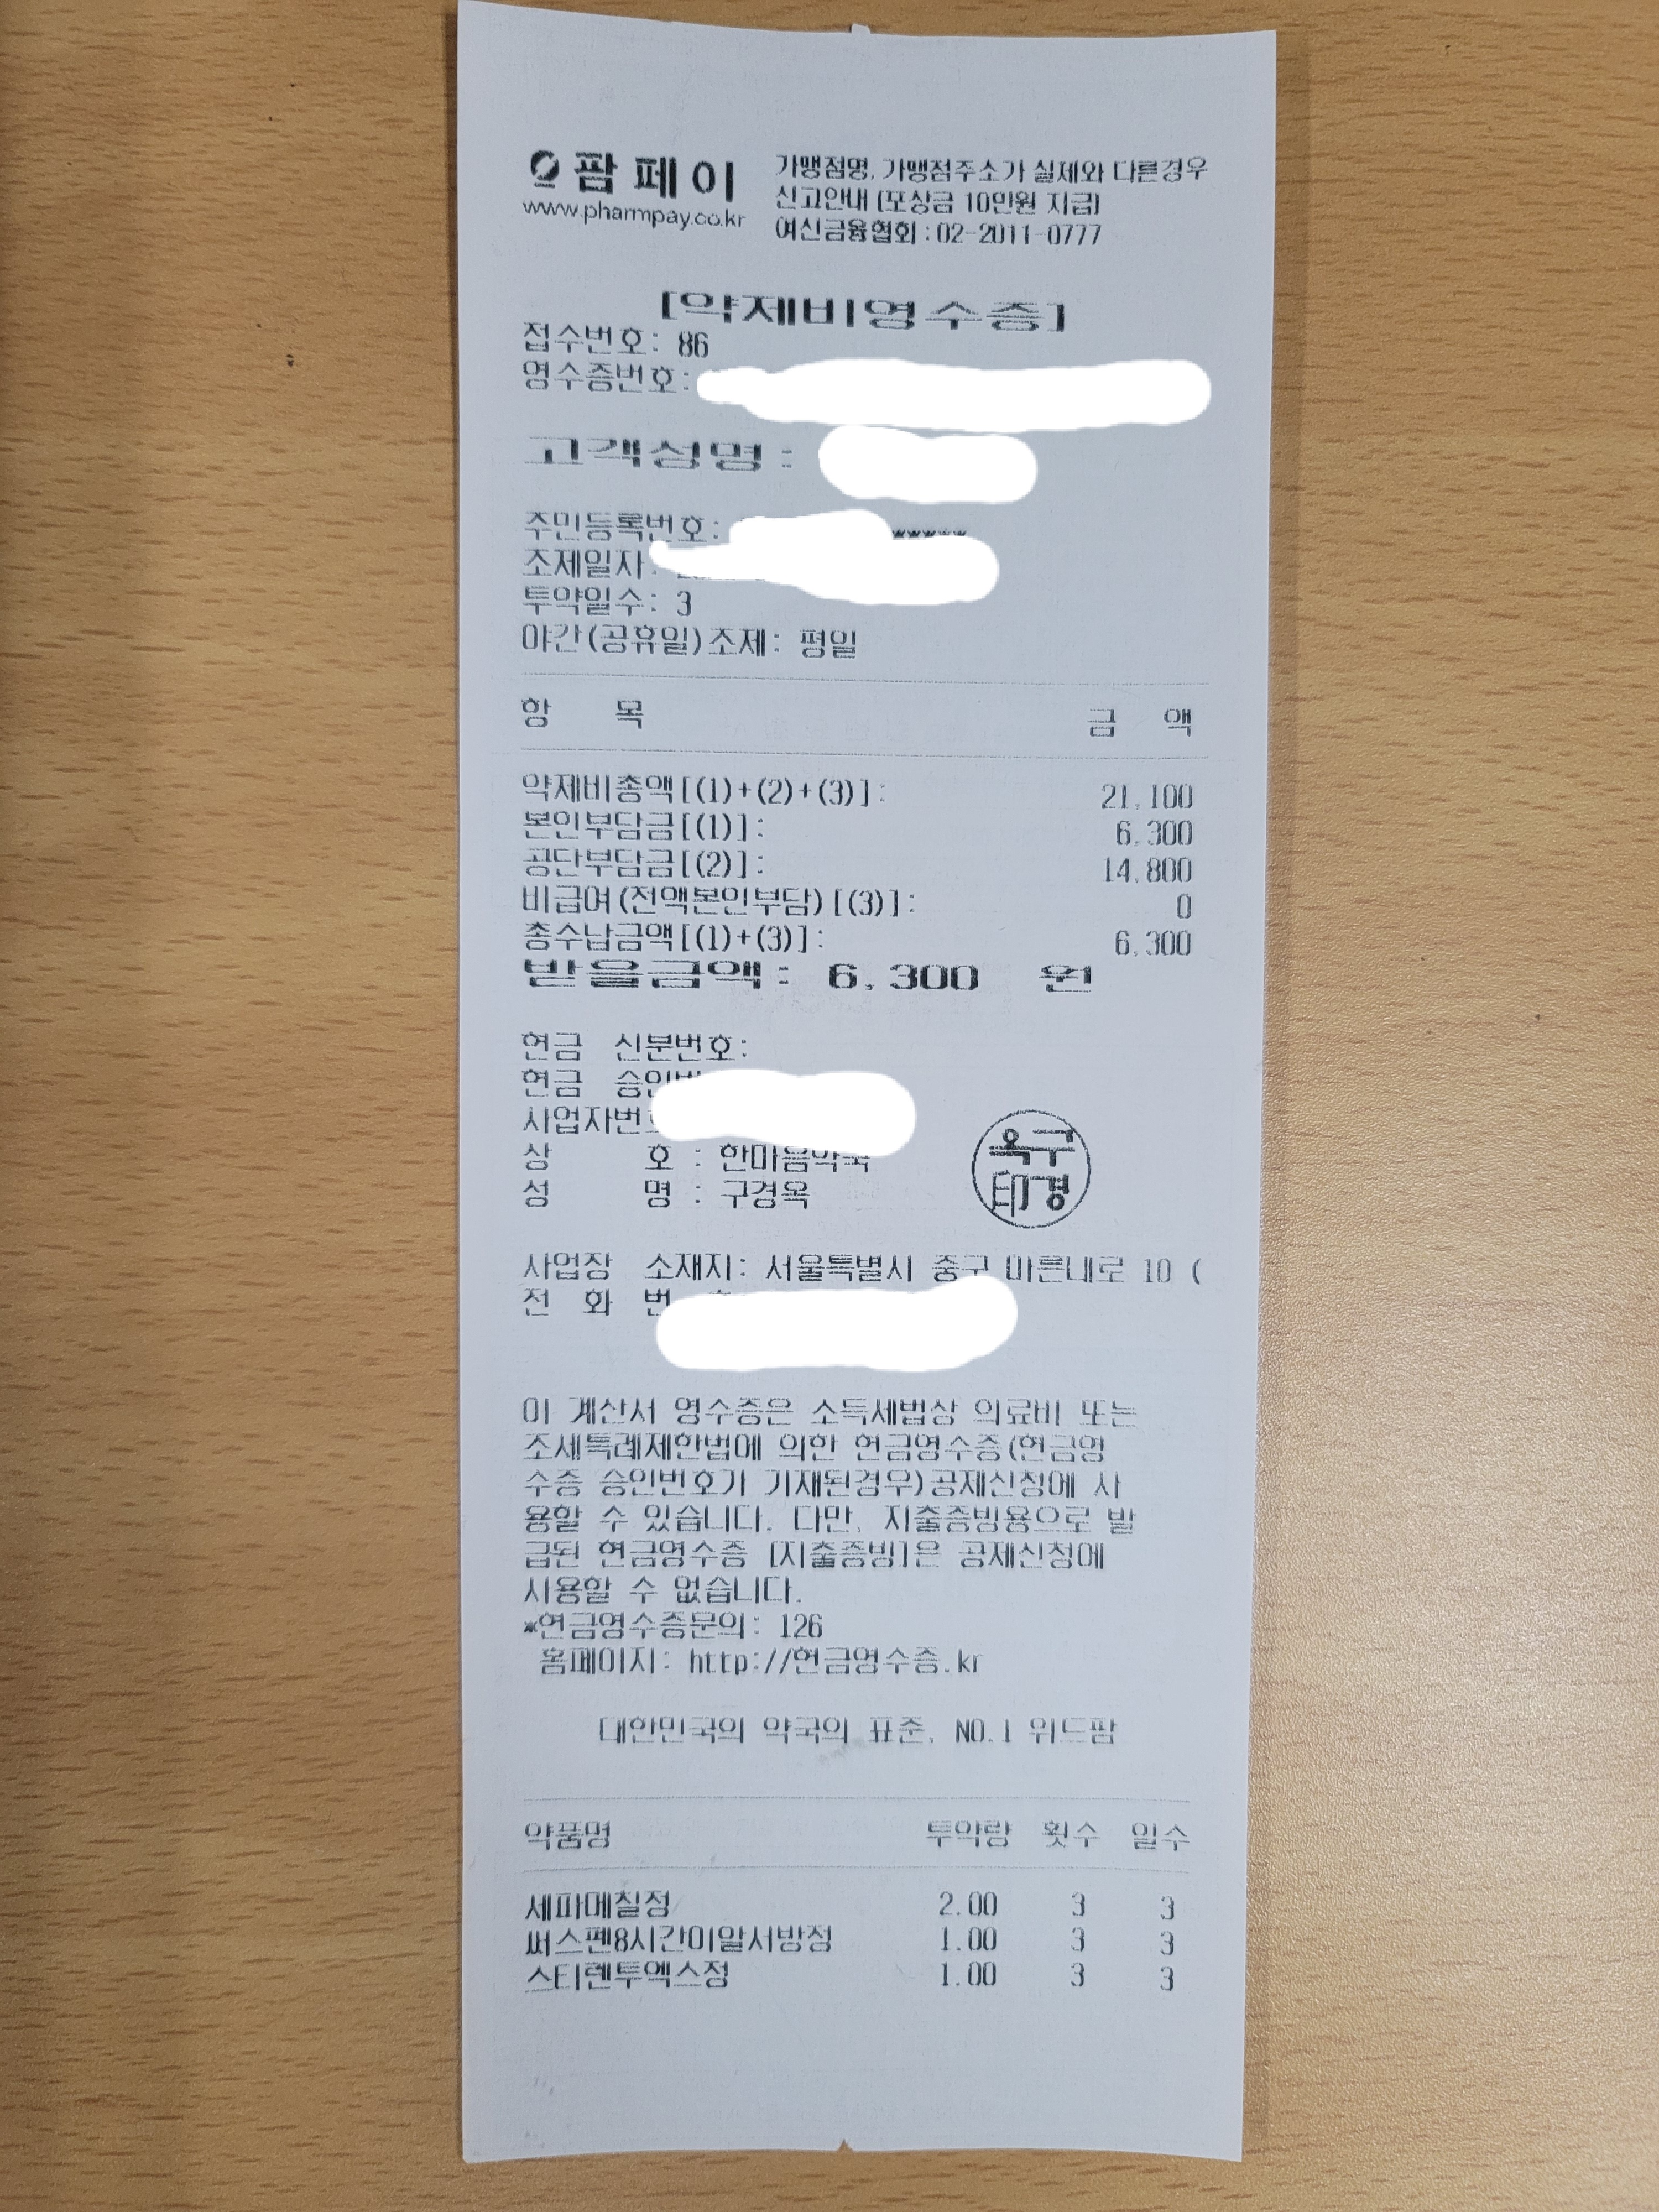 팜페이
www.pharmpay.co.kr
가맹점명, 가맹점주소가 실제와 다른경우
신고안내 (포상금 10만원 지급)
여신금융협회 : 02-2011-0777
[약제비영수증]
접수번호: 86
영수증번호:
고객성명:
주민등록번호: *****
조제일자:
투약일수: 3
야간(공휴일)조제: 평일
항 목 금 액
약제비총액[(1)+(2)+(3)]: 21,100
본인부담금[(1)]: 6,300
공단부담금[(2)]: 14,800
비급여(전액본인부담)[(3)]: 0
총수납금액[(1)+(3)]: 6,300
받을금액: 6,300 원
현금 신분번호:
현금 승인번
사업자번호
상 호 : 한마음약국
성 명 : 구경옥
옥구
印경
사업장 소재지: 서울특별시 중구 마른내로 10 (
전 화 번
이 계산서 영수증은 소득세법상 의료비 또는
조세특례제한법에 의한 현금영수증(현금영
수증 승인번호가 기재된경우)공제신청에 사
용할 수 있습니다. 다만, 지출증빙용으로 발
급된 현금영수증 [지출증빙]은 공제신청에
시용할 수 없습니다.
*현금영수증문의: 126
홈페이지: http://현금영수증.kr
대한민국의 약국의 표준, NO.1 위드팜
약품명 투약량 횟수 일수
세파메칠정 2.00 3 3
써스펜8시간이알서방정 1.00 3 3
스티렌투엑스정 1.00 3 3